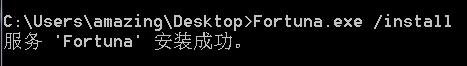 C:\Users\amazing\Desktop>Fortuna.exe /install
服务 'Fortuna' 安装成功。